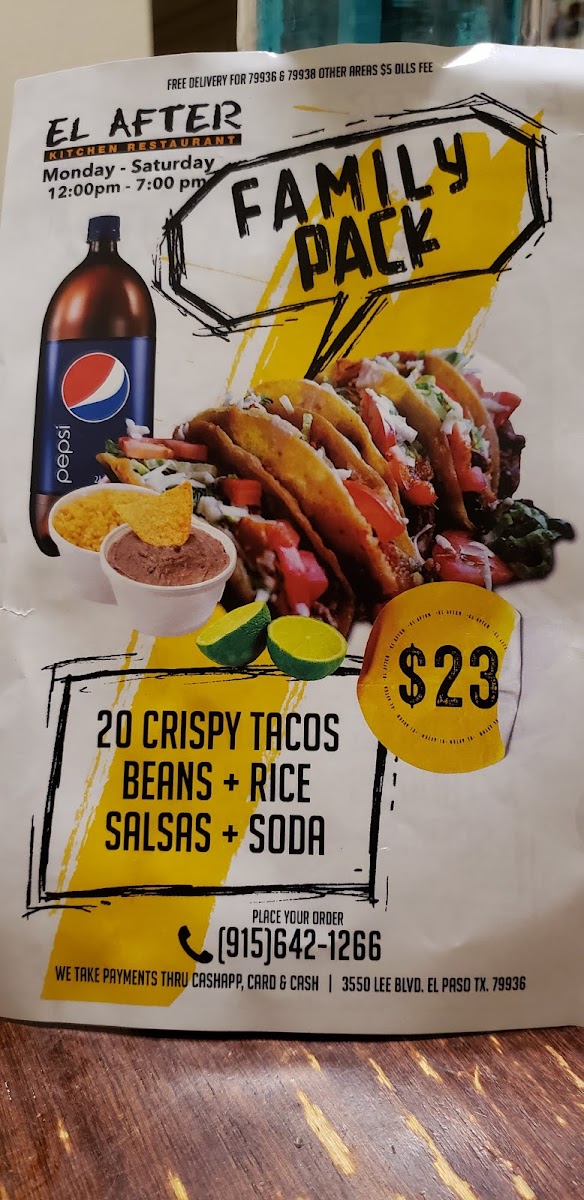 FREE DELIVERY FOR 79936 & 79938 OTHER AREAS $5 DLLS FEE
EL AFTER
KITCHEN RESTAURANT
Monday - Saturday
12:00pm - 7:00 pm
FAMILY
PACK
pepsi
$23
20 CRISPY TACOS
BEANS + RICE
SALSAS + SODA
PLACE YOUR ORDER
(915)642-1266
WE TAKE PAYMENTS THRU CASHAPP, CARD & CASH | 3550 LEE BLVD. EL PASO TX. 79936